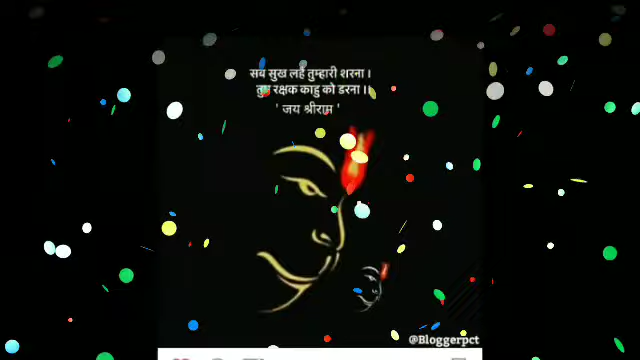 सब सुख लहै तुम्हारी शरना ।
तुम रक्षक काहु को डरना ।।
' जय श्रीराम '
@Bloggerpct